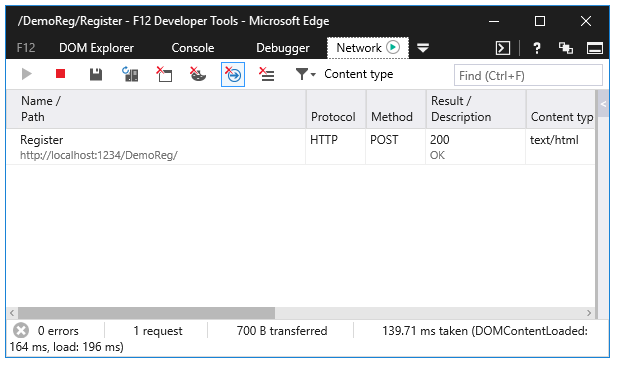 /DemoReg/Register - F12 Developer Tools - Microsoft Edge
F12 DOM Explorer Console Debugger Network ?
Content type Find (Ctrl+F)
Name / Result /
Path Protocol Method Description Content typ
Register HTTP POST 200 text/html
http://localhost:1234/DemoReg/ OK
0 errors 1 request 700 B transferred 139.71 ms taken (DOMContentLoaded:
164 ms, load: 196 ms)